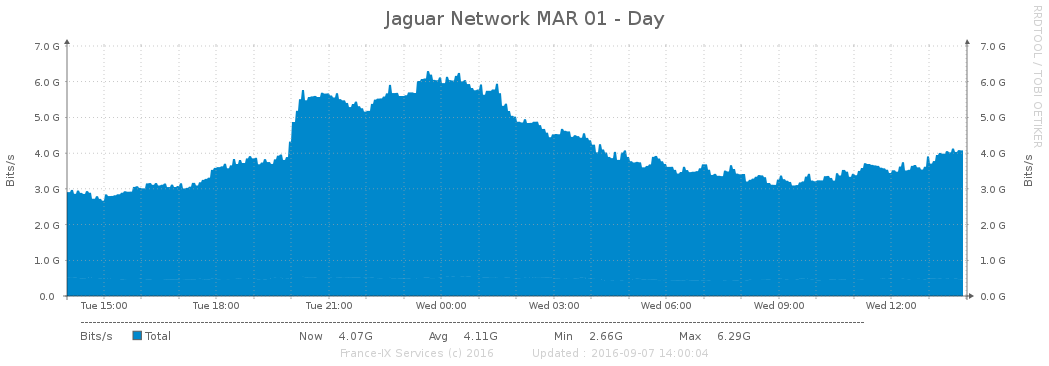 Jaguar Network MAR 01 - Day
RRDTOOL / TOBI OETIKER
Bits/s
7.0 G
6.0 G
5.0 G
4.0 G
3.0 G
2.0 G
1.0 G
0.0
7.0 G
6.0 G
5.0 G
4.0 G
3.0 G
2.0 G
1.0 G
0.0 G
Bits/s
Tue 15:00 Tue 18:00 Tue 21:00 Wed 00:00 Wed 03:00 Wed 06:00 Wed 09:00 Wed 12:00
Bits/s Total Now 4.07G Avg 4.11G Min 2.66G Max 6.29G
France-IX Services (c) 2016 Updated : 2016-09-07 14:00:04